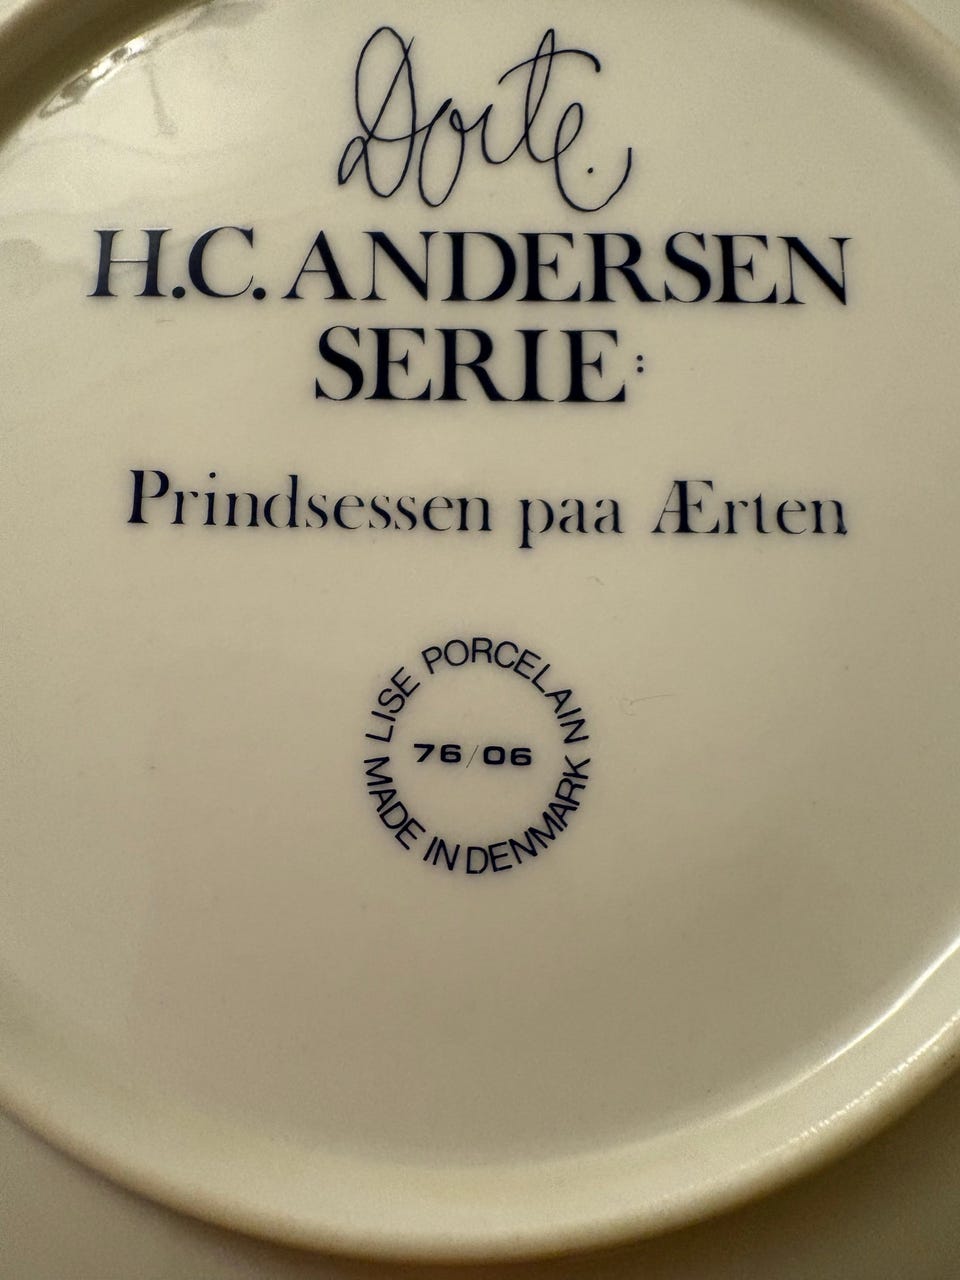 Dorte.
H.C. ANDERSEN
SERIE:
Prindsessen paa Ærten
LISE PORCELAIN
76/06
MADE IN DENMARK